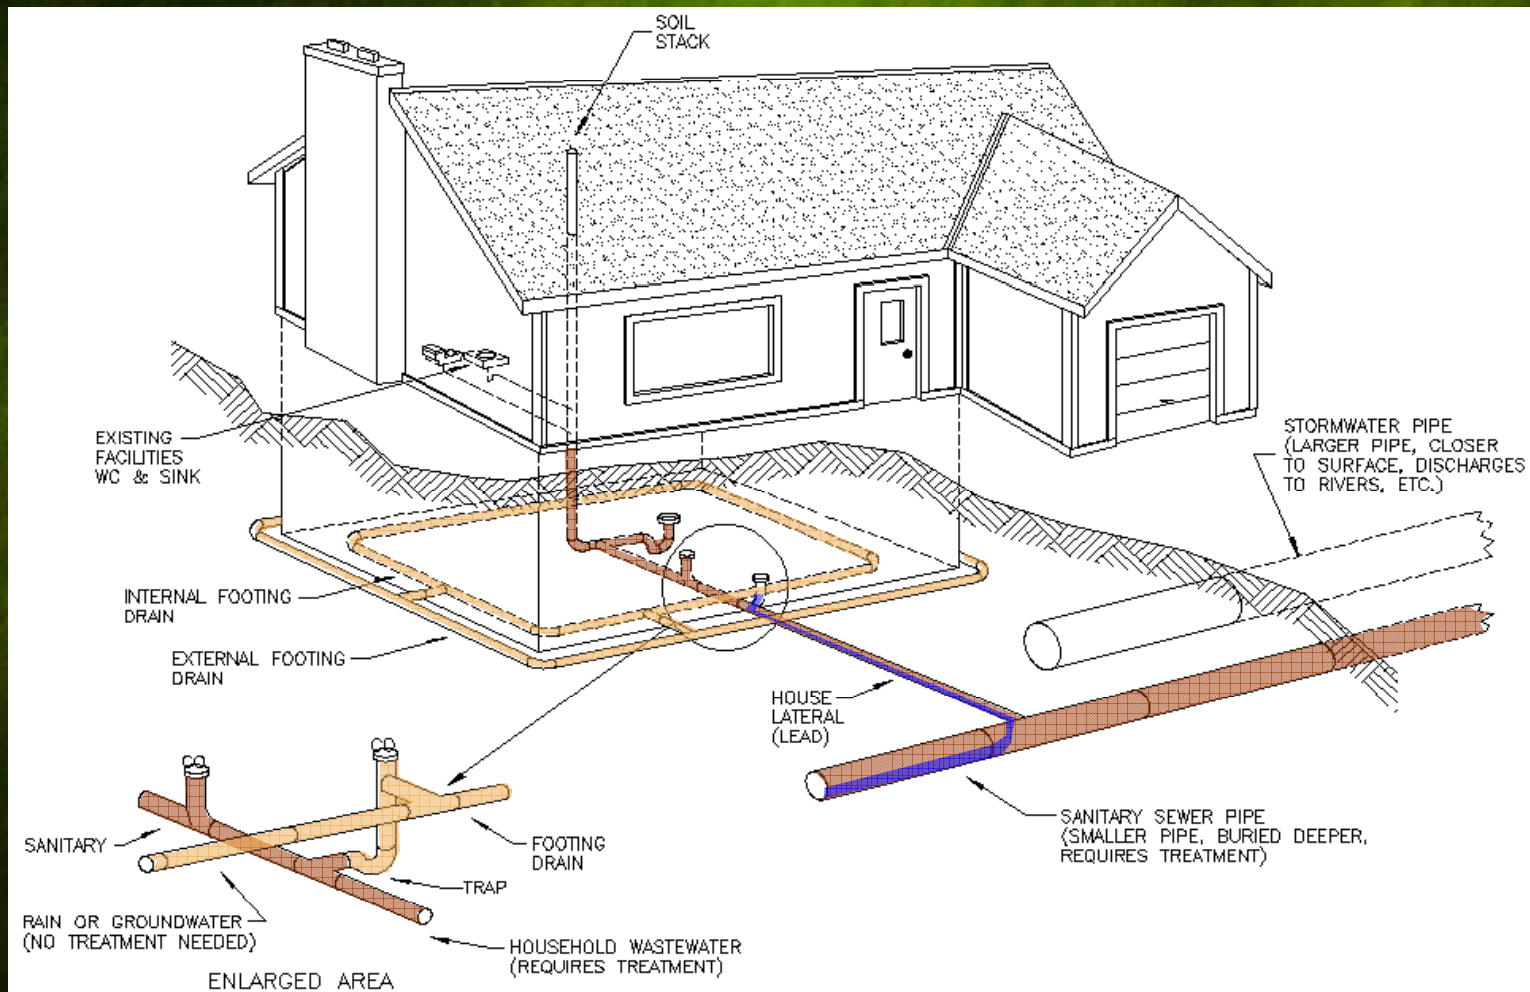 SOIL
STACK
EXISTING
FACILITIES
WC & SINK
STORMWATER PIPE
(LARGER PIPE, CLOSER
TO SURFACE, DISCHARGES
TO RIVERS, ETC.)
INTERNAL FOOTING
DRAIN
EXTERNAL FOOTING
DRAIN
HOUSE
LATERAL
(LEAD)
SANITARY SEWER PIPE
(SMALLER PIPE, BURIED DEEPER,
REQUIRES TREATMENT)
SANITARY
FOOTING
DRAIN
TRAP
RAIN OR GROUNDWATER
(NO TREATMENT NEEDED)
HOUSEHOLD WASTEWATER
(REQUIRES TREATMENT)
ENLARGED AREA